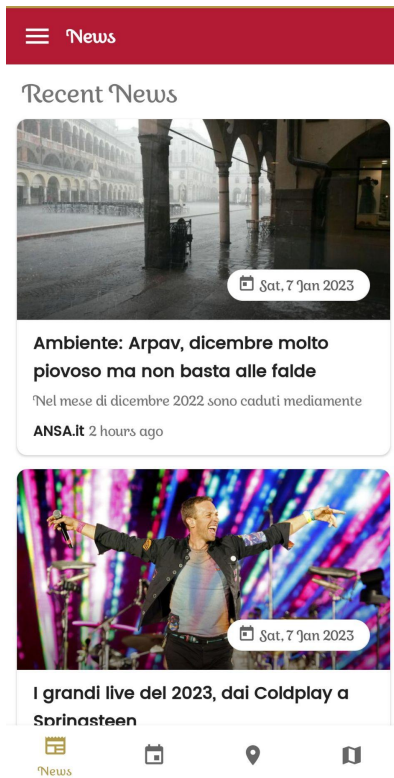 News
Recent News
Sat, 7 Jan 2023
Ambiente: Arpav, dicembre molto
piovoso ma non basta alle falde
Nel mese di dicembre 2022 sono caduti mediamente
ANSA.it 2 hours ago
Sat, 7 Jan 2023
I grandi live del 2023, dai Coldplay a
Springsteen
News